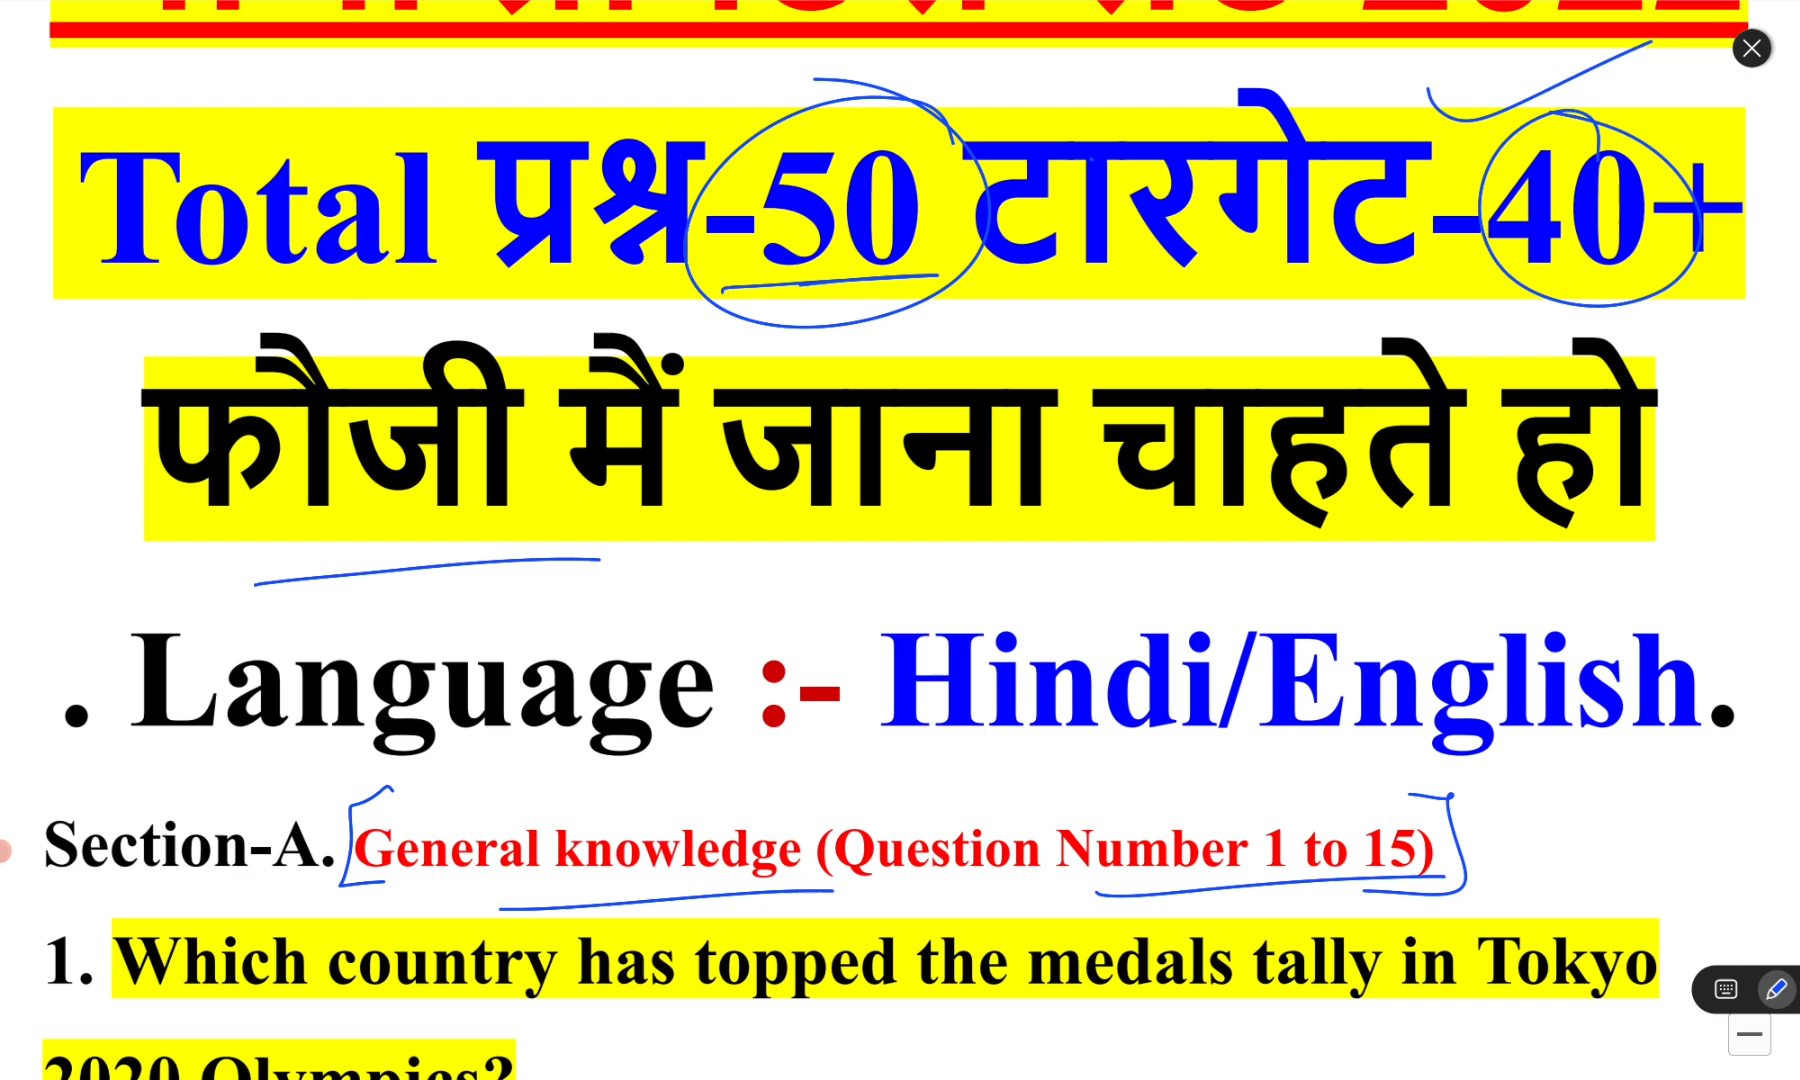 2022
Total प्रश्न-50 टारगेट-40+
फौजी मैं जाना चाहते हो
. Language :- Hindi/English.
Section-A. General knowledge (Question Number 1 to 15)
1. Which country has topped the medals tally in Tokyo
2020 Olympics?